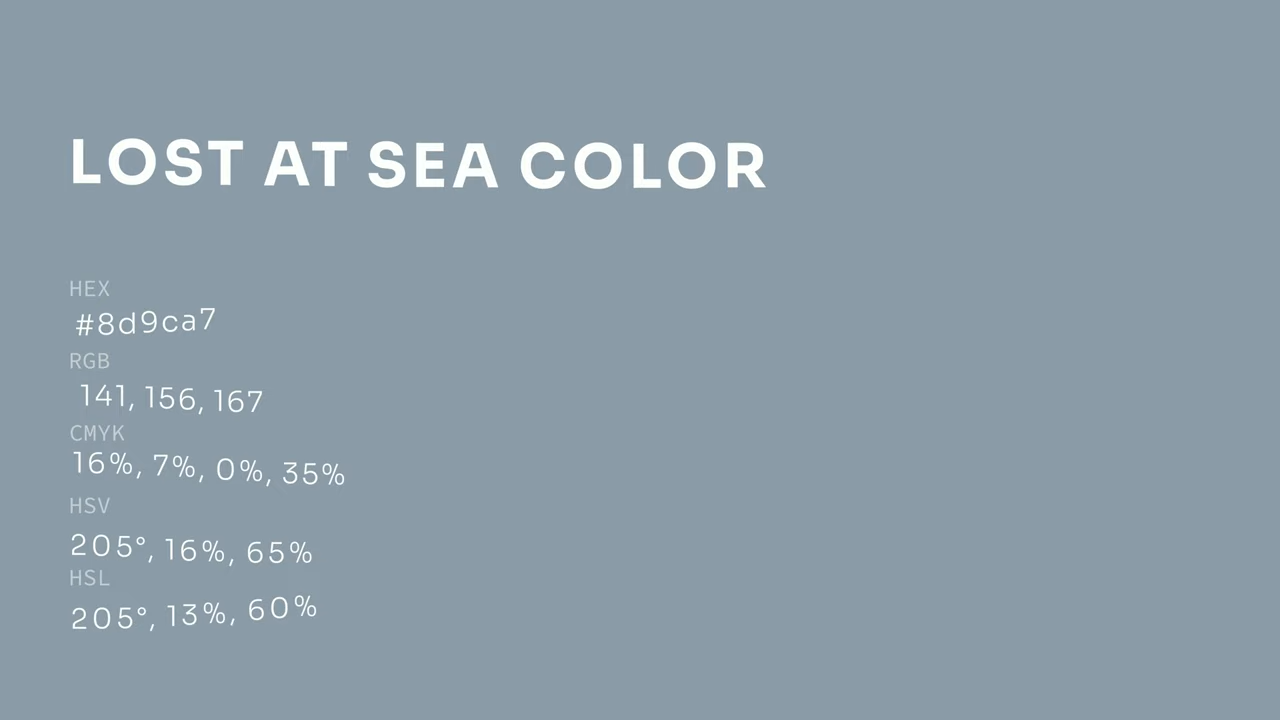 LOST AT SEA COLOR
HEX
#8d9ca7
RGB
141, 156, 167
CMYK
16%, 7%, 0%, 35%
HSV
205°, 16%, 65%
HSL
205°, 13%, 60%